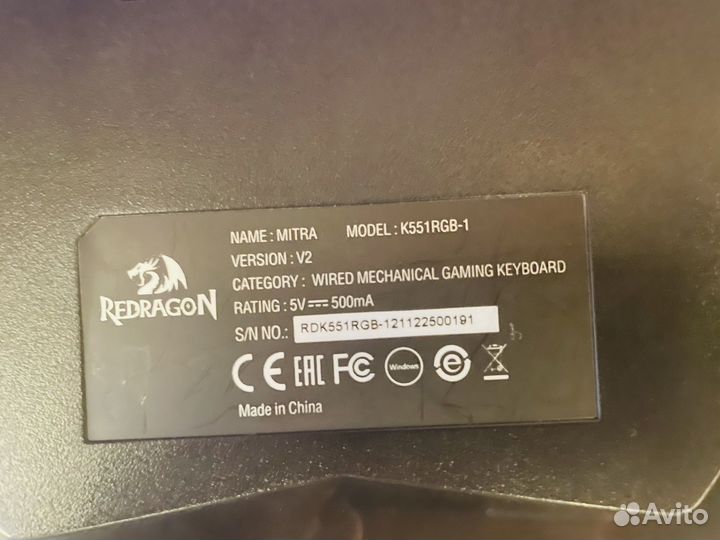 REDRAGON
NAME : MITRA MODEL : K551RGB-1
VERSION : V2
CATEGORY : WIRED MECHANICAL GAMING KEYBOARD
RATING : 5V⎓500mA
S/N NO.: RDK551RGB-121122500191
CE EAC FC Windows e
Made in China
Avito